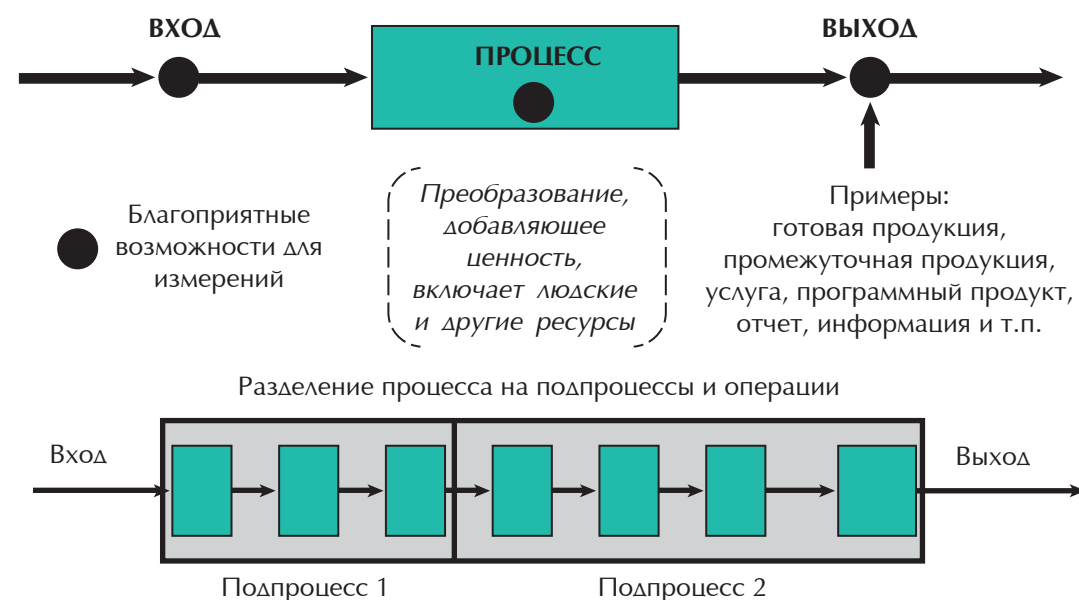 ВХОД
ПРОЦЕСС
ВЫХОД
Благоприятные
возможности для
измерений
Преобразование,
добавляющее
ценность,
включает людские
и другие ресурсы
Примеры:
готовая продукция,
промежуточная продукция,
услуга, программный продукт,
отчет, информация и т.п.
Разделение процесса на подпроцессы и операции
Вход
Выход
Подпроцесс 1
Подпроцесс 2